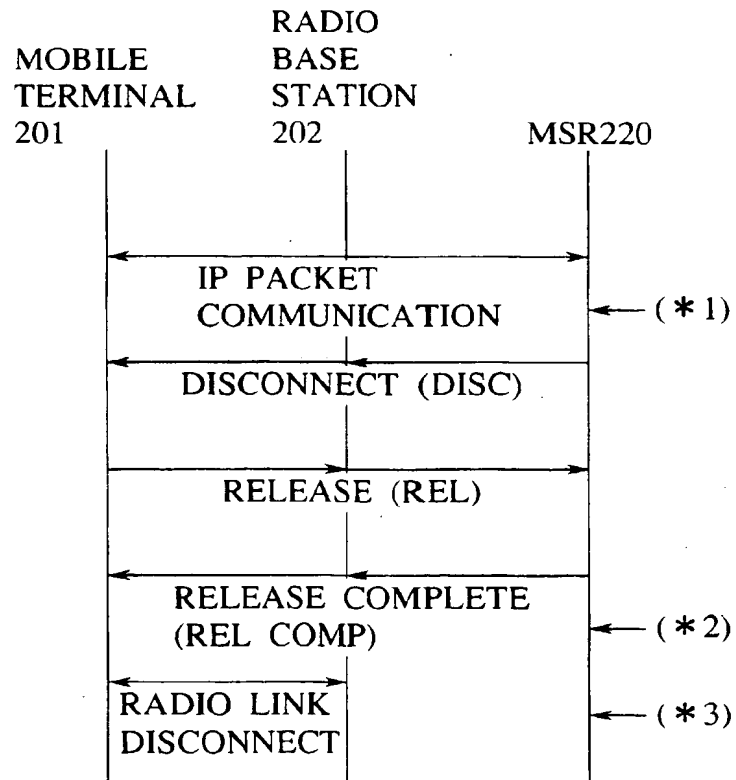 MOBILE
TERMINAL
201
RADIO
BASE
STATION
202
MSR220
IP PACKET
COMMUNICATION
(*1)
DISCONNECT (DISC)
RELEASE (REL)
RELEASE COMPLETE
(REL COMP)
(*2)
RADIO LINK
DISCONNECT
(*3)